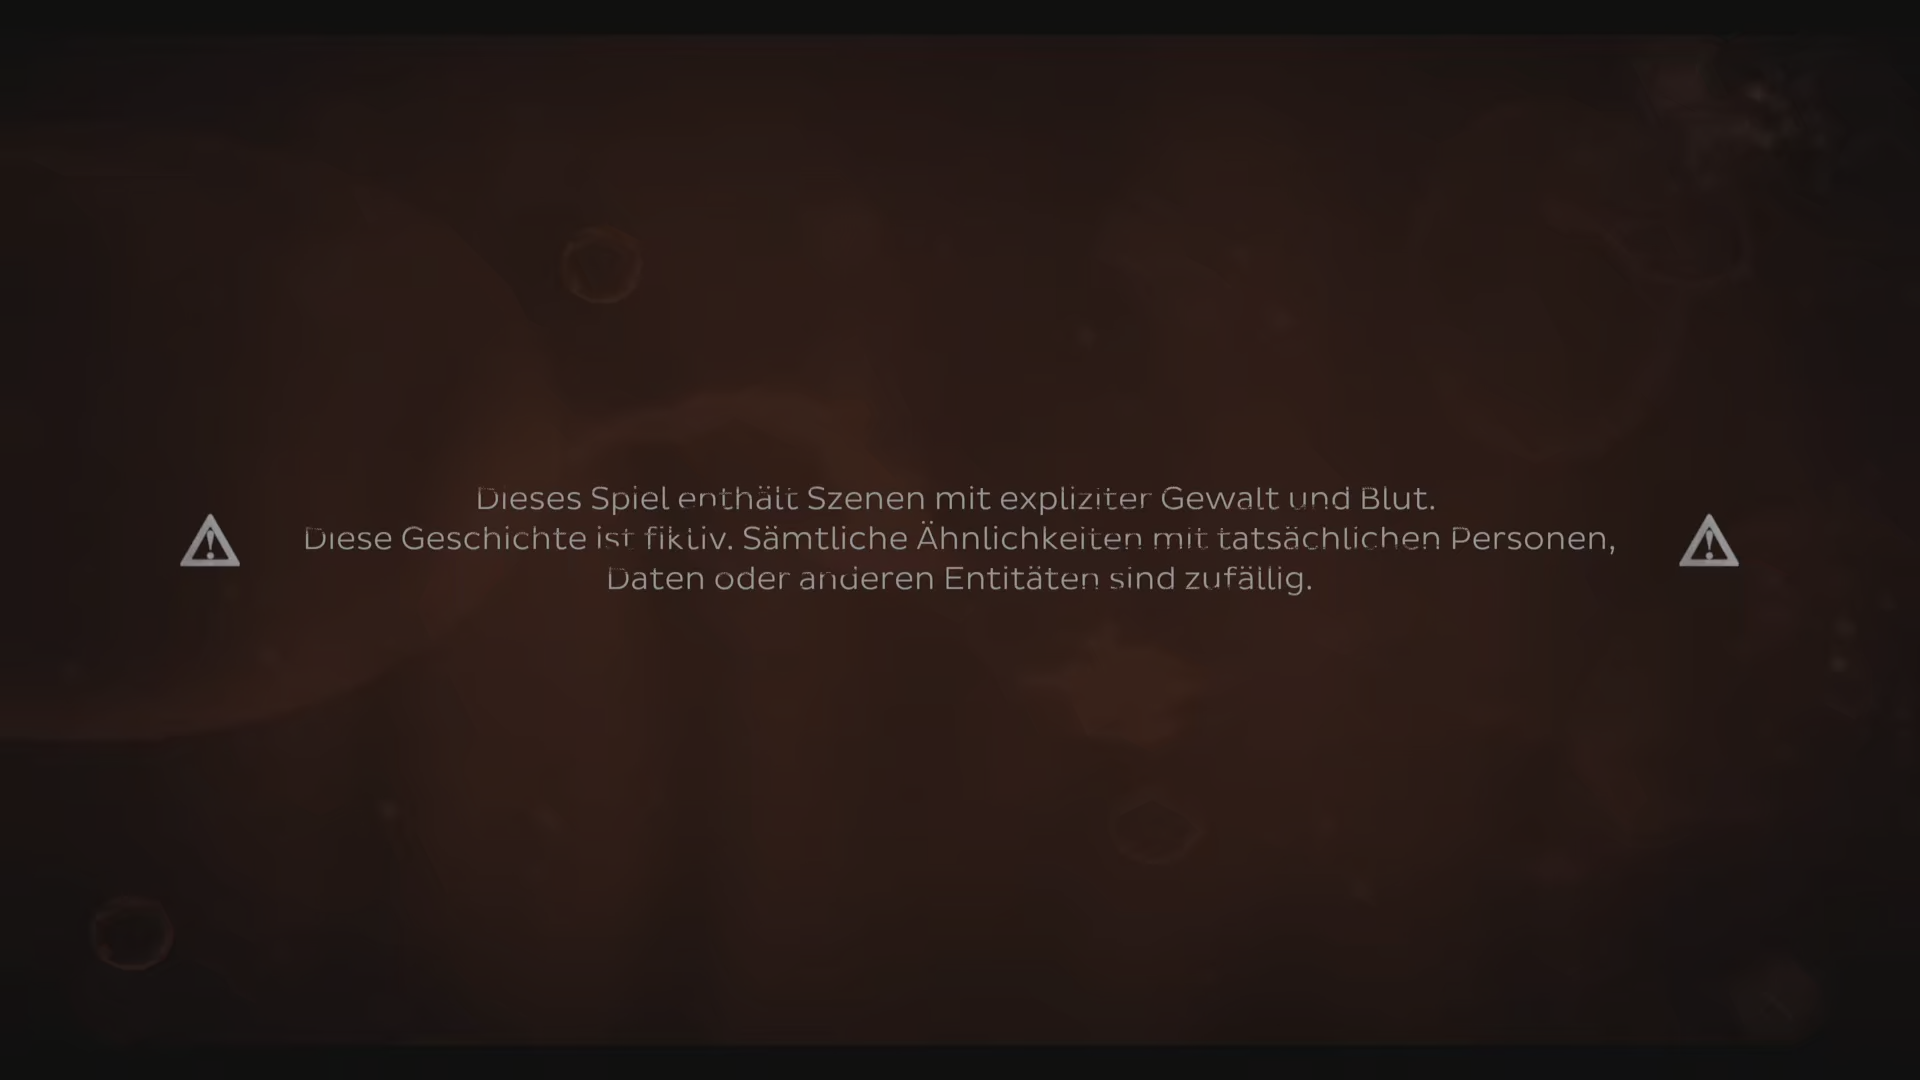 Dieses Spiel enthält Szenen mit expliziter Gewalt und Blut.
Diese Geschichte ist fiktiv. Sämtliche Ähnlichkeiten mit tatsächlichen Personen,
Daten oder anderen Entitäten sind zufällig.